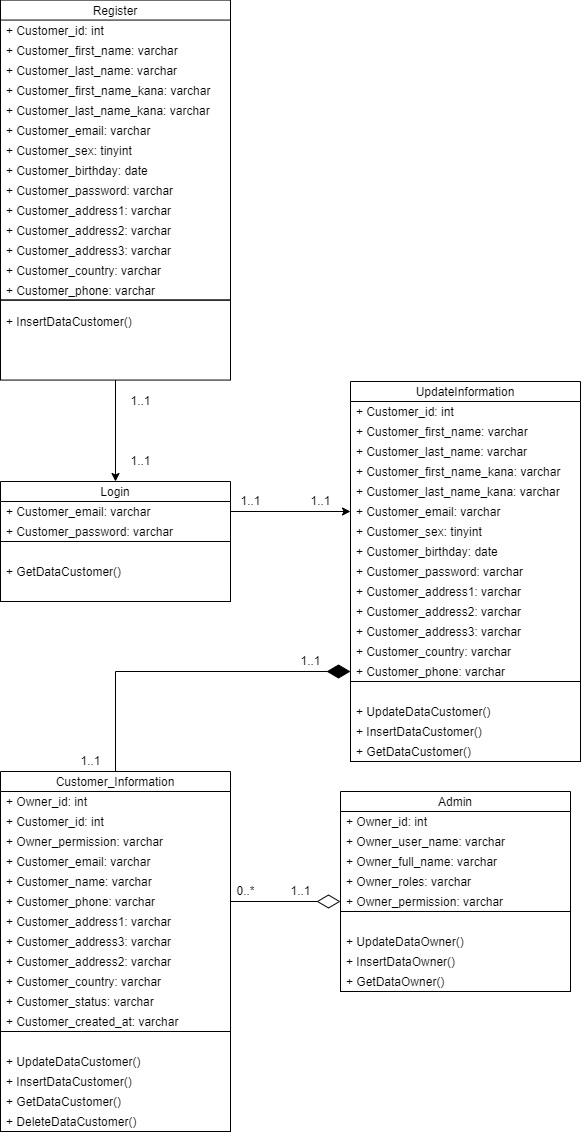 Register
+ Customer_id: int
+ Customer_first_name: varchar
+ Customer_last_name: varchar
+ Customer_first_name_kana: varchar
+ Customer_last_name_kana: varchar
+ Customer_email: varchar
+ Customer_sex: tinyint
+ Customer_birthday: date
+ Customer_password: varchar
+ Customer_address1: varchar
+ Customer_address2: varchar
+ Customer_address3: varchar
+ Customer_country: varchar
+ Customer_phone: varchar
+ InsertDataCustomer()
1..1
1..1
Login
+ Customer_email: varchar
+ Customer_password: varchar
+ GetDataCustomer()
1..1
1..1
UpdateInformation
+ Customer_id: int
+ Customer_first_name: varchar
+ Customer_last_name: varchar
+ Customer_first_name_kana: varchar
+ Customer_last_name_kana: varchar
+ Customer_email: varchar
+ Customer_sex: tinyint
+ Customer_birthday: date
+ Customer_password: varchar
+ Customer_address1: varchar
+ Customer_address2: varchar
+ Customer_address3: varchar
+ Customer_country: varchar
+ Customer_phone: varchar
+ UpdateDataCustomer()
+ InsertDataCustomer()
+ GetDataCustomer()
1..1
1..1
Customer_Information
+ Owner_id: int
+ Customer_id: int
+ Owner_permission: varchar
+ Customer_email: varchar
+ Customer_name: varchar
+ Customer_phone: varchar
+ Customer_address1: varchar
+ Customer_address3: varchar
+ Customer_address2: varchar
+ Customer_country: varchar
+ Customer_status: varchar
+ Customer_created_at: varchar
+ UpdateDataCustomer()
+ InsertDataCustomer()
+ GetDataCustomer()
+ DeleteDataCustomer()
0..*
1..1
Admin
+ Owner_id: int
+ Owner_user_name: varchar
+ Owner_full_name: varchar
+ Owner_roles: varchar
+ Owner_permission: varchar
+ UpdateDataOwner()
+ InsertDataOwner()
+ GetDataOwner()